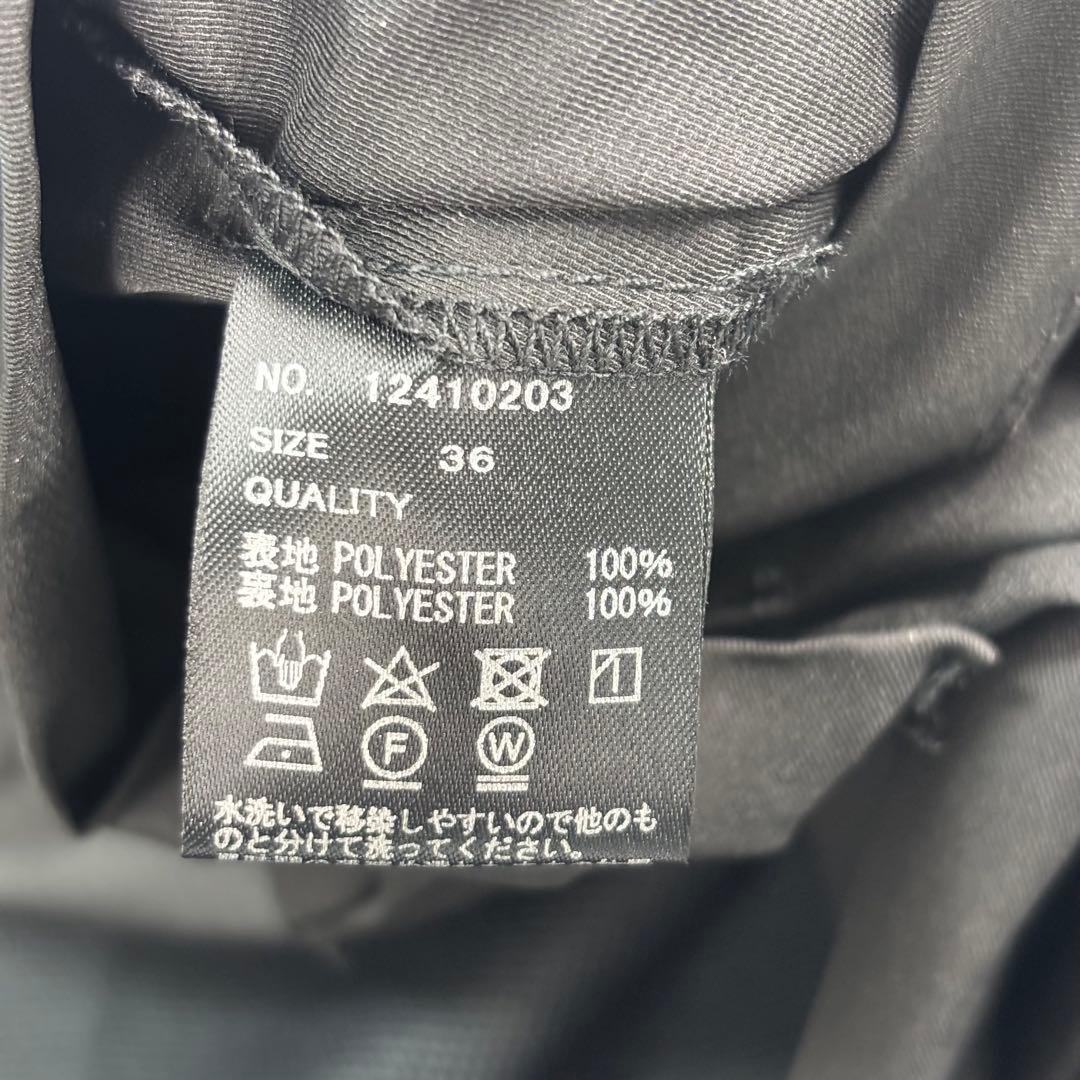 NO. 12410203
SIZE 36
QUALITY
表地 POLYESTER 100%
裏地 POLYESTER 100%
F W
水洗いで移染しやすいので他のも
のと分けて洗ってください。